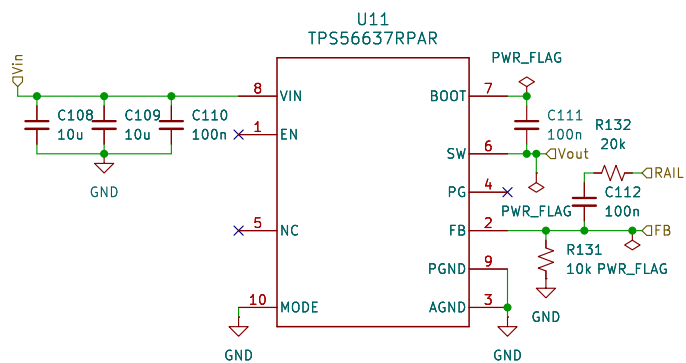 U11
TPS56637RPAR
Vin
PWR_FLAG
8
VIN
BOOT
7
C108
10u
C109
10u
C110
100n
1
EN
C111
100n
R132
20k
SW
6
Vout
RAIL
GND
PG
4
C112
100n
PWR_FLAG
5
NC
FB
2
FB
R131
10k
PWR_FLAG
PGND
9
10
MODE
AGND
3
GND
GND
GND